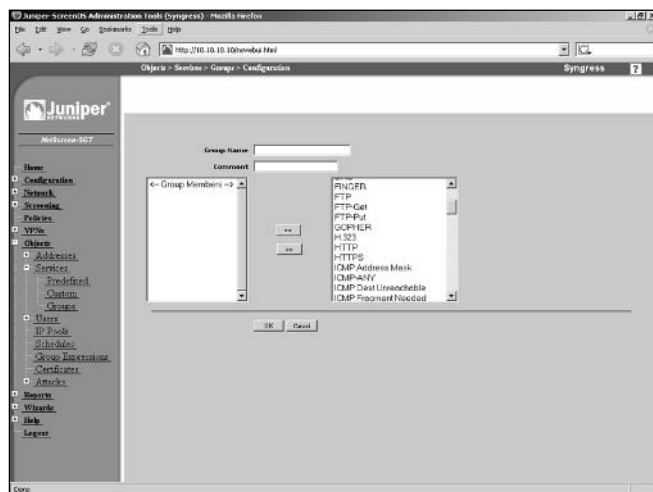 Juniper-ScreenOS Administration Tools (Syngress) - Mozilla Firefox
File Edit View Go Bookmarks Tools Help
http://10.10.10.10/nswebui.html
Objects > Services > Groups > Configuration
Syngress
?
Juniper
NETWORKS
NetScreen-5GT
Home
Configuration
Network
Screening
Policies
VPNs
Objects
Addresses
Services
Predefined
Custom
Groups
Users
IP Pools
Schedules
Group Expressions
Certificates
Attacks
Reports
Wizards
Help
Logout
Group Name
Comment
<- Group Members ->
<<
>>
FINGER
FTP
FTP-Get
FTP-Put
GOPHER
H.323
HTTP
HTTPS
ICMP Address Mask
ICMP-ANY
ICMP Dest Unreachable
ICMP Fragment Needed
OK
Cancel
Done